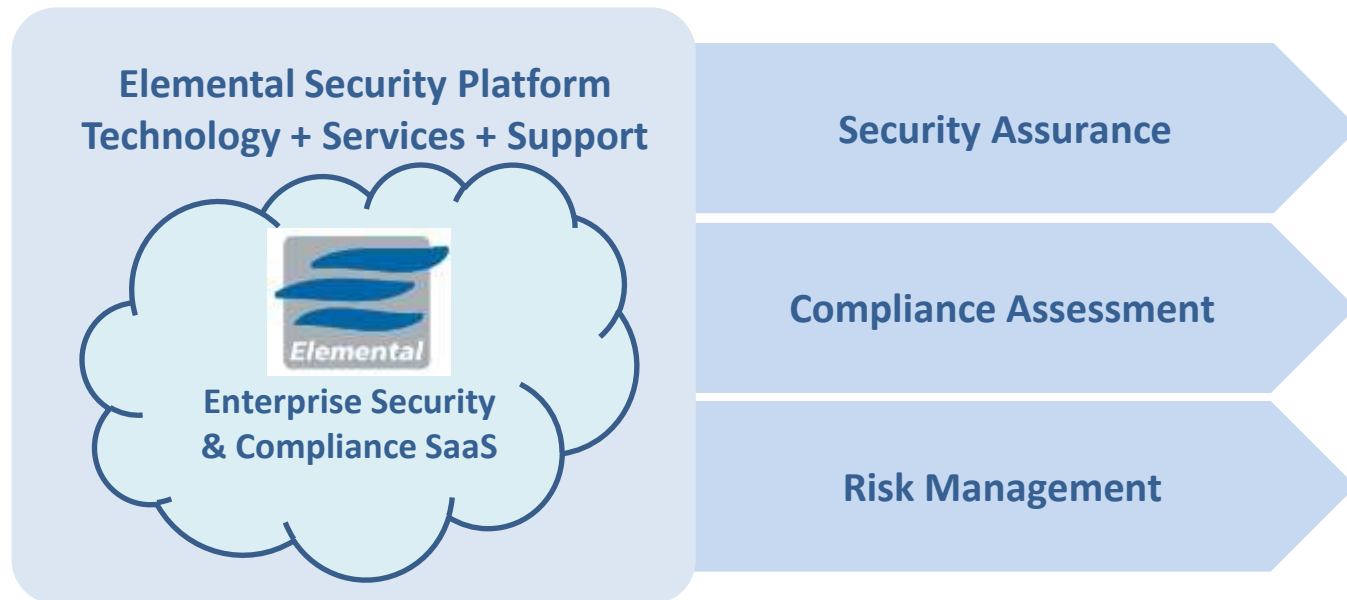 Elemental Security Platform
Technology + Services + Support
Elemental
Enterprise Security
& Compliance SaaS
Security Assurance
Compliance Assessment
Risk Management